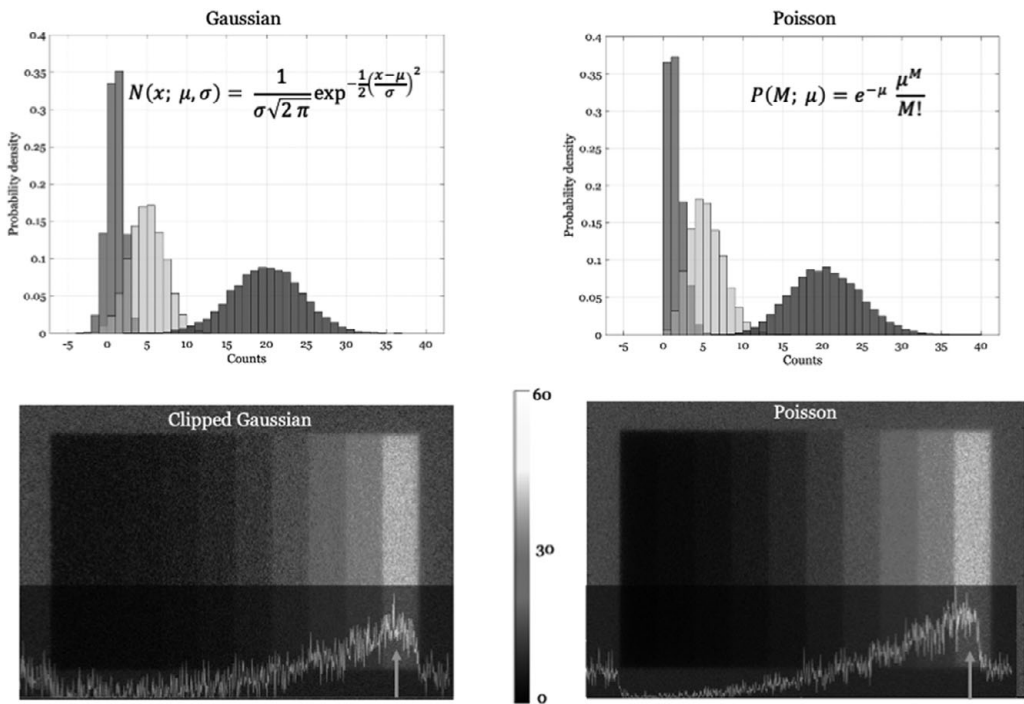 Gaussian
0.4
0.35
0.3
0.25
0.2
0.15
0.1
0.05
0
Probability density
N(x; μ, σ) = 1/(σ√2 π) exp^(-1/2((x-μ)/σ)^2)
-5 0 5 10 15 20 25 30 35 40
Counts
Poisson
0.4
0.35
0.3
0.25
0.2
0.15
0.1
0.05
0
Probability density
P(M; μ) = e^(-μ) μ^M/M!
-5 0 5 10 15 20 25 30 35 40
Counts
Clipped Gaussian
60
30
0
Poisson